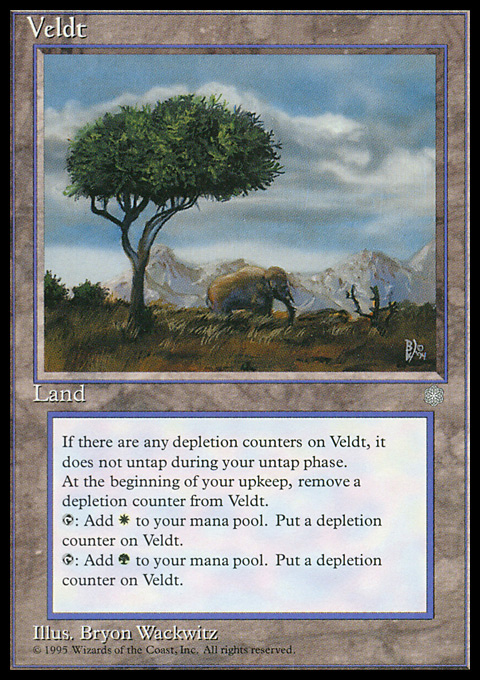 Veldt
Land
If there are any depletion counters on Veldt, it
does not untap during your untap phase.
At the beginning of your upkeep, remove a
depletion counter from Veldt.
: Add to your mana pool. Put a depletion
counter on Veldt.
: Add to your mana pool. Put a depletion
counter on Veldt.
Illus. Bryon Wackwitz
© 1995 Wizards of the Coast, Inc. All rights reserved.